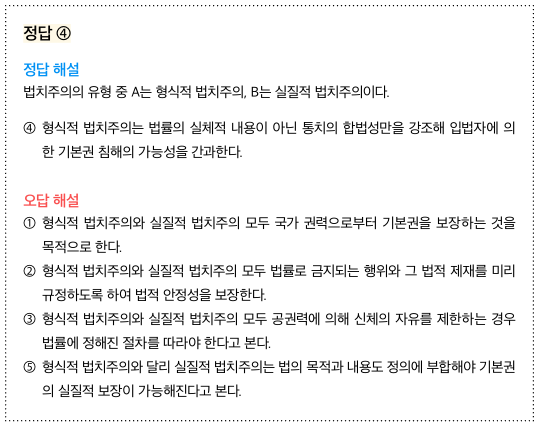 정답 ④
정답 해설
법치주의의 유형 중 A는 형식적 법치주의, B는 실질적 법치주의이다.
④ 형식적 법치주의는 법률의 실체적 내용이 아닌 통치의 합법성만을 강조해 입법자에 의
한 기본권 침해의 가능성을 간과한다.
오답 해설
① 형식적 법치주의와 실질적 법치주의 모두 국가 권력으로부터 기본권을 보장하는 것을
목적으로 한다.
② 형식적 법치주의와 실질적 법치주의 모두 법률로 금지되는 행위와 그 법적 제재를 미리
규정하도록 하여 법적 안정성을 보장한다.
③ 형식적 법치주의와 실질적 법치주의 모두 공권력에 의해 신체의 자유를 제한하는 경우
법률에 정해진 절차를 따라야 한다고 본다.
⑤ 형식적 법치주의와 달리 실질적 법치주의는 법의 목적과 내용도 정의에 부합해야 기본권
의 실질적 보장이 가능해진다고 본다.